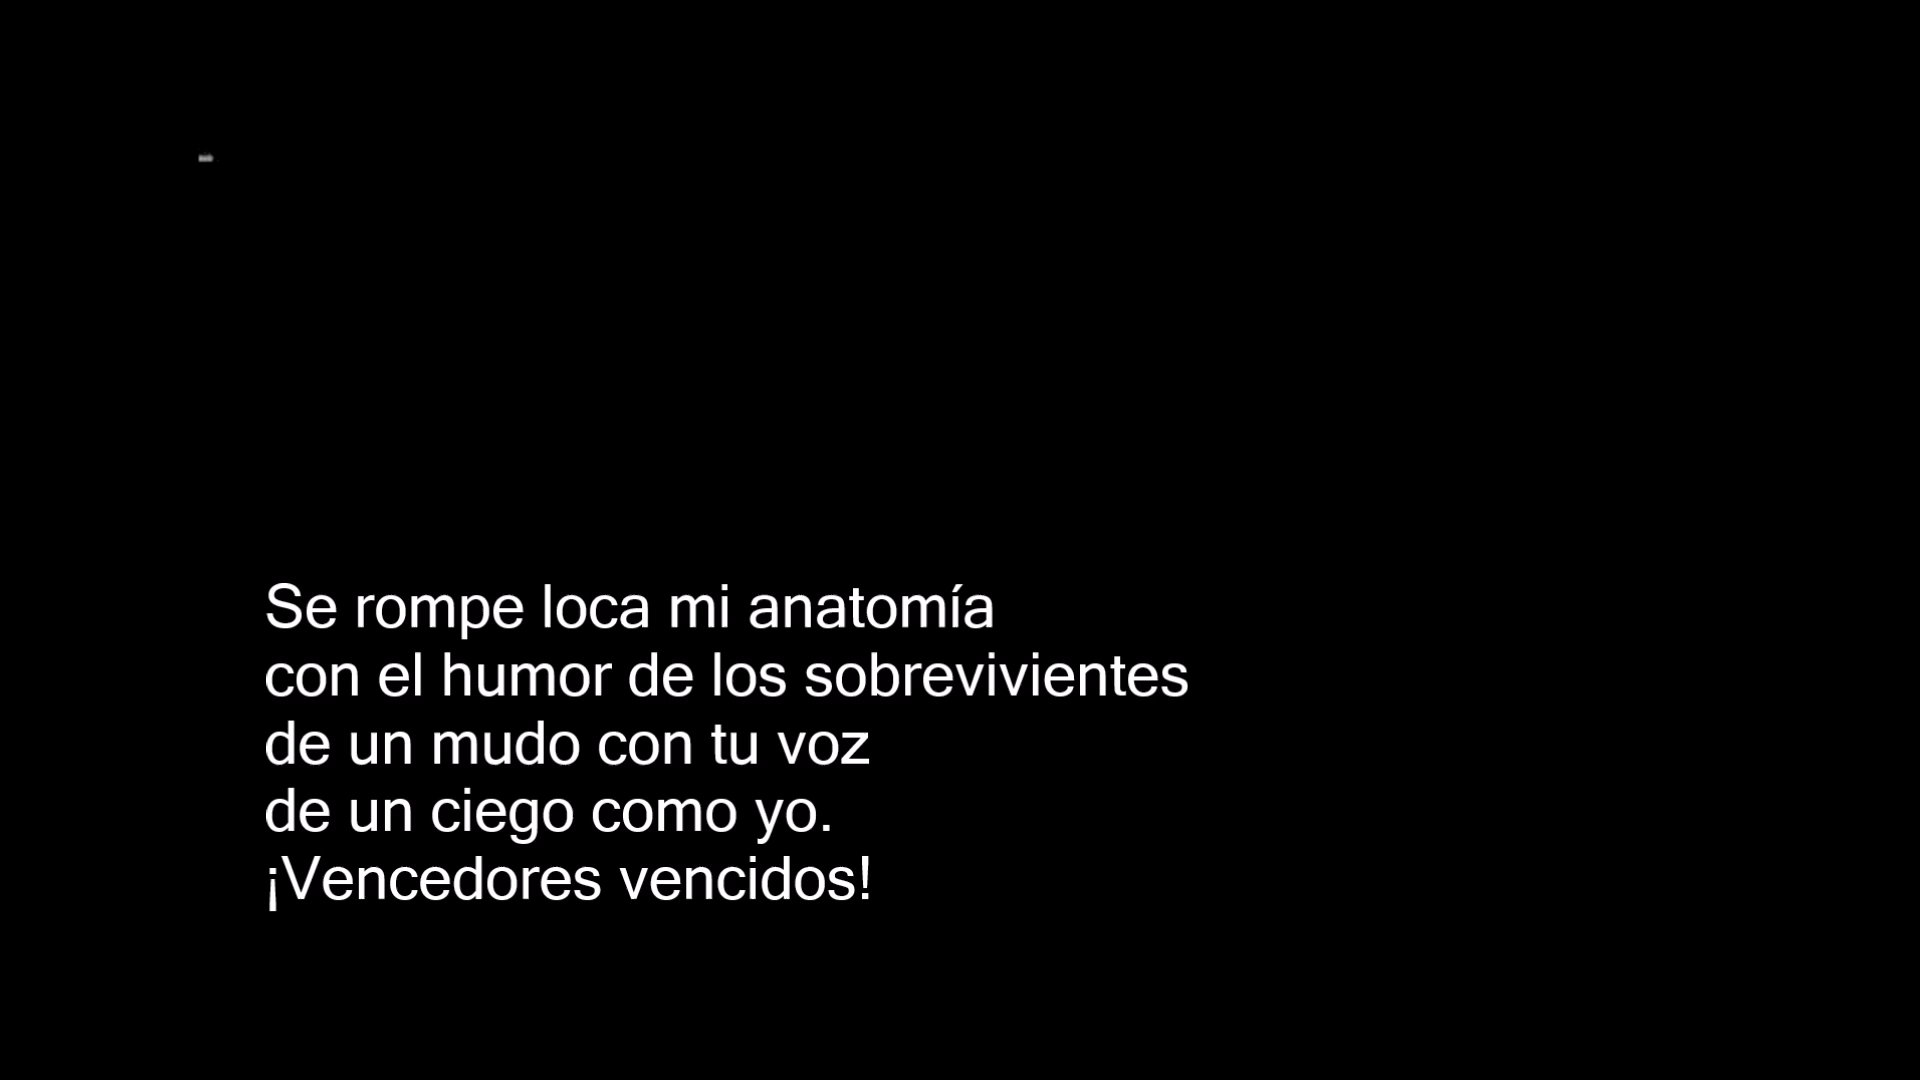 Se rompe loca mi anatomía
con el humor de los sobrevivientes
de un mudo con tu voz
de un ciego como yo.
¡Vencedores vencidos!